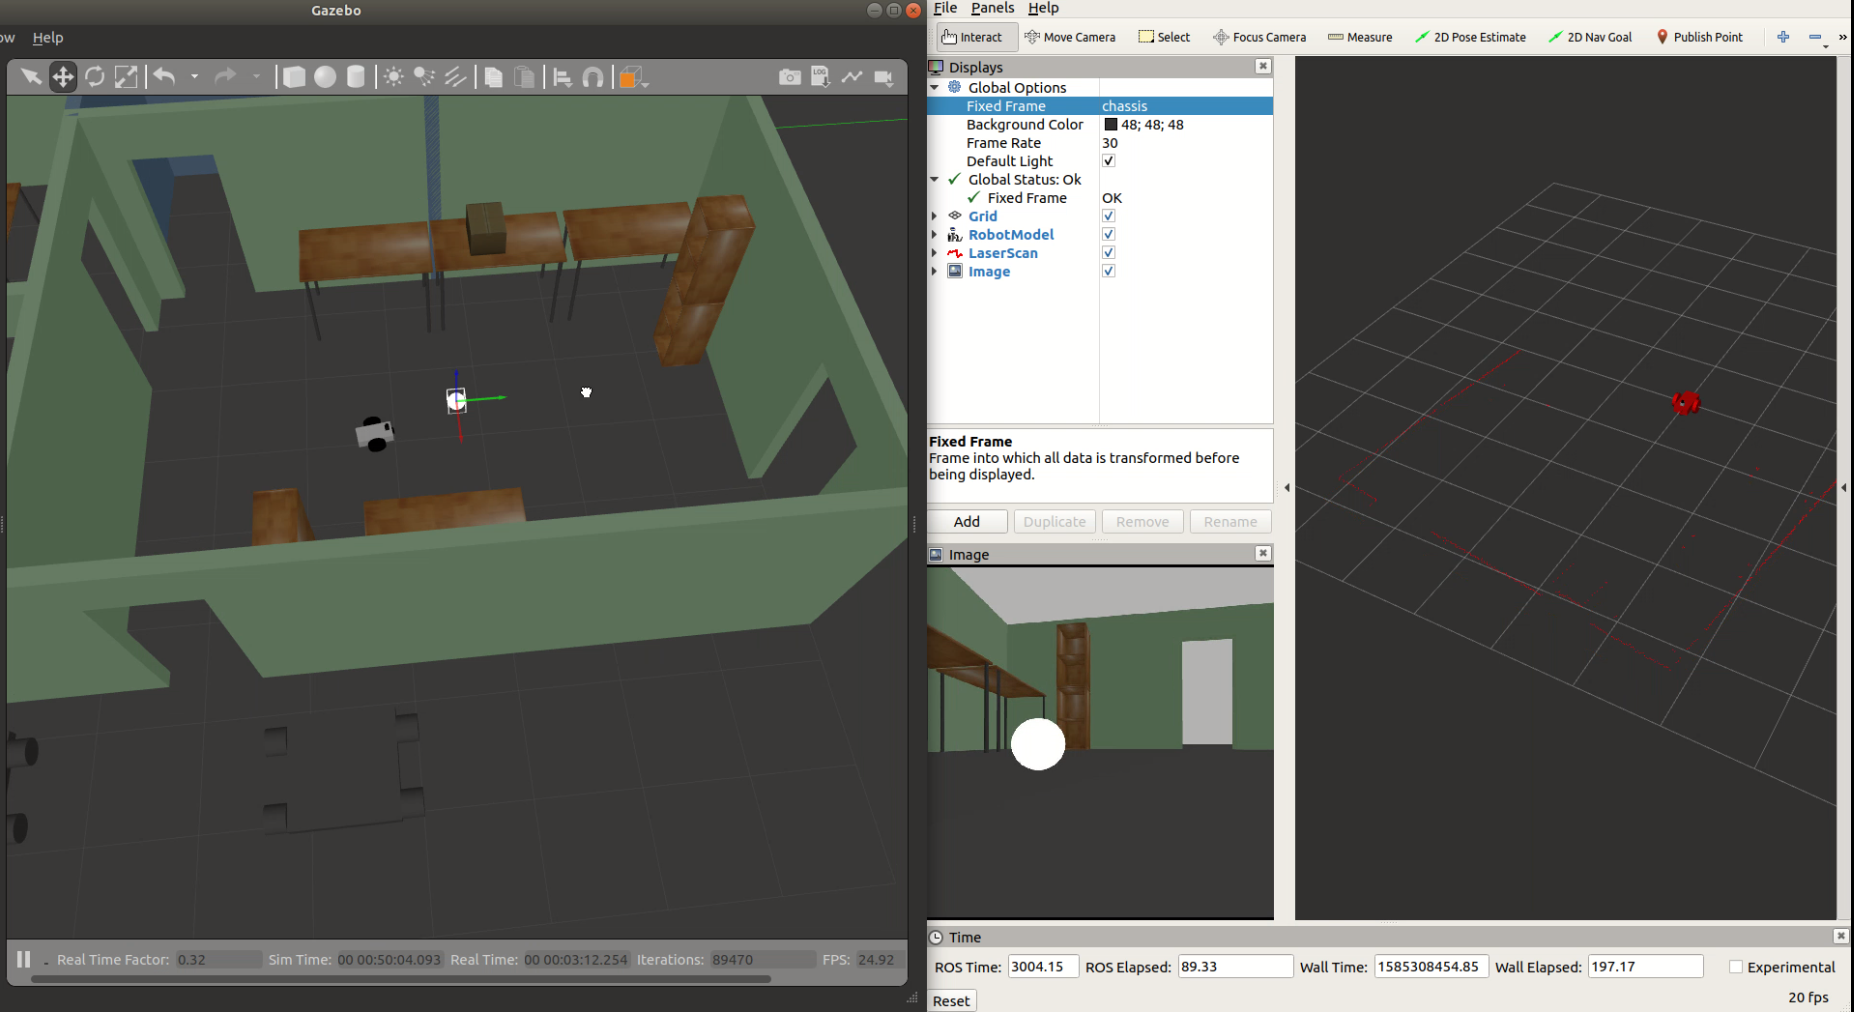 Gazebo
ow Help
LOG
Real Time Factor: 0.32 Sim Time: 00 00:50:04.093 Real Time: 00 00:03:12.254 Iterations: 89470 FPS: 24.92
File Panels Help
Interact Move Camera Select Focus Camera Measure 2D Pose Estimate 2D Nav Goal Publish Point »
Displays
Global Options
Fixed Frame chassis
Background Color 48; 48; 48
Frame Rate 30
Default Light
Global Status: Ok
Fixed Frame OK
Grid
RobotModel
LaserScan
Image
Fixed Frame
Frame into which all data is transformed before
being displayed.
Add Duplicate Remove Rename
Image
Time
ROS Time: 3004.15 ROS Elapsed: 89.33 Wall Time: 1585308454.85 Wall Elapsed: 197.17 Experimental
Reset 20 fps